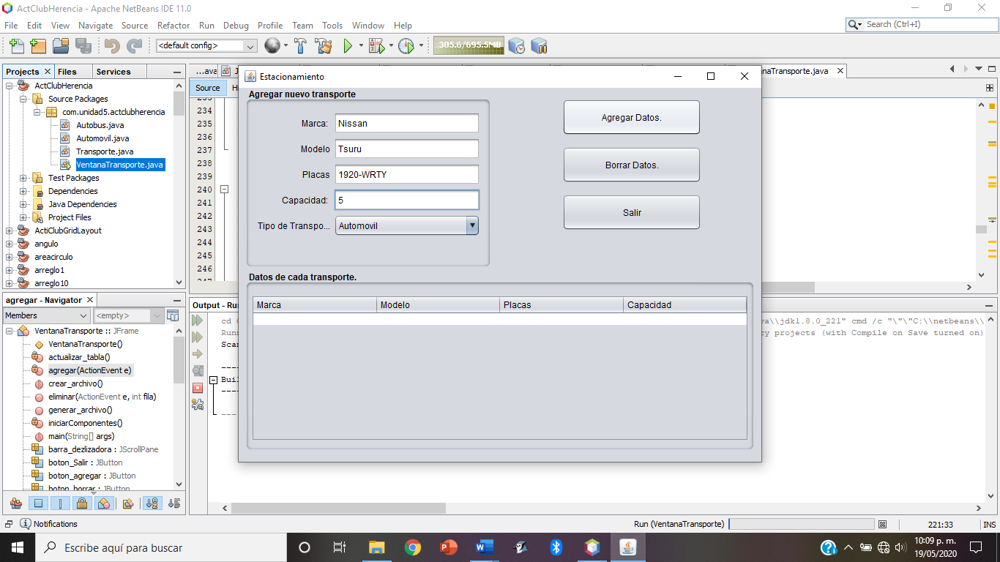 ActClubHerencia - Apache NetBeans IDE 11.0
File Edit View Navigate Source Refactor Run Debug Profile Team Tools Window Help
Search (Ctrl+I)
<default config>
305.6/695.5MB
Projects Files Services
...ava
naTransporte.java
Source
ActClubHerencia
Source Packages
com.unidad5.actclubherencia
Autobus.java
Automovil.java
Transporte.java
VentanaTransporte.java
Test Packages
Dependencies
Java Dependencies
Project Files
ActiClubGridLayout
angulo
areacirculo
arreglo1
arreglo10
233
234
235
236
237
238
239
240
241
242
243
244
245
246
247
Estacionamiento
Agregar nuevo transporte
Marca: Nissan
Modelo Tsuru
Placas 1920-WRTY
Capacidad: 5
Tipo de Transpo... Automovil
Agregar Datos.
Borrar Datos.
Salir
Datos de cada transporte.
Marca Modelo Placas Capacidad
agregar - Navigator
Members <empty>
VentanaTransporte :: JFrame
VentanaTransporte()
actualizar_tabla()
agregar(ActionEvent e)
crear_archivo()
eliminar(ActionEvent e, int fila)
generar_archivo()
iniciarComponentes()
main(String[] args)
barra_dezlizadora : JScrollPane
boton_Salir : JButton
boton_agregar : JButton
boton_borrar : JButton
Output - Ru
cd
va\\jdk1.8.0_221" cmd /c "\"\"C:\\netbeans\\
Runn
cy projects (with Compile on Save turned on)
Scan
----
Buil
----
Notifications
Run (VentanaTransporte)
221:33
INS
Escribe aquí para buscar
10:09 p. m.
19/05/2020